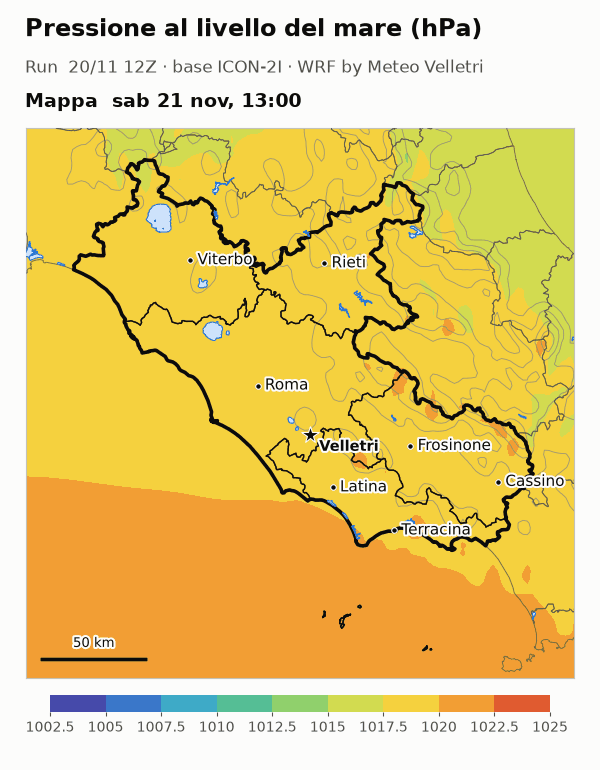 Pressione al livello del mare (hPa)
Run 20/11 12Z · base ICON-2I · WRF by Meteo Velletri
Mappa sab 21 nov, 13:00
Viterbo
Rieti
Roma
Velletri
Frosinone
Cassino
Latina
Terracina
50 km
1002.5 1005 1007.5 1010 1012.5 1015 1017.5 1020 1022.5 1025